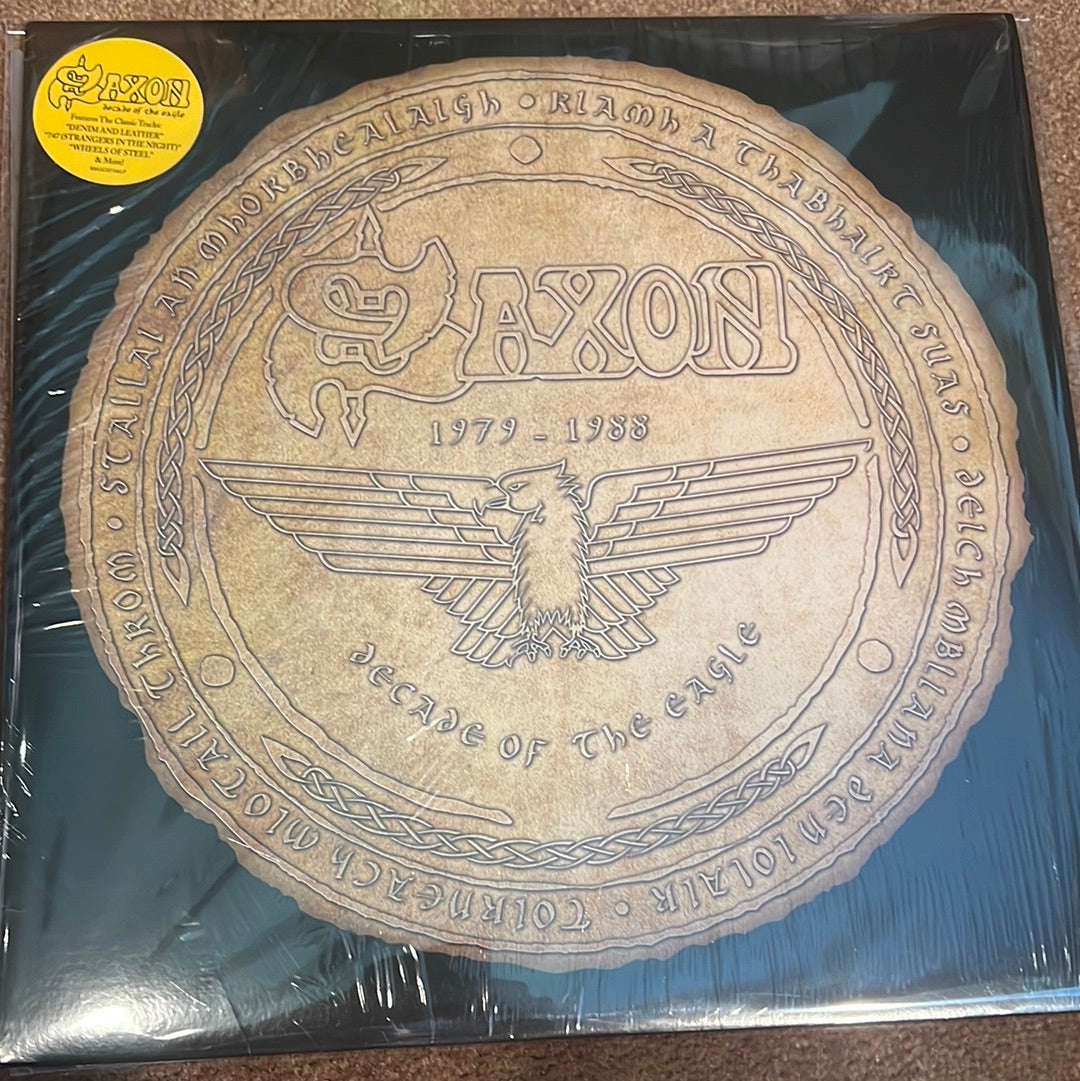 SAXON
decade of the eagle
Features The Classic Tracks:
"DENIM AND LEATHER"
"747 (STRANGERS IN THE NIGHT)"
"WHEELS OF STEEL"
& More!
STALLAI AN MHORBHEALAIGH • RIAMH A THABHAIRT SUAS • DEICH MBLIANA DEN IOLAIR • TOIRNEACH MIOTAIL THROM •
SAXON
1979 - 1988
decade of the eagle